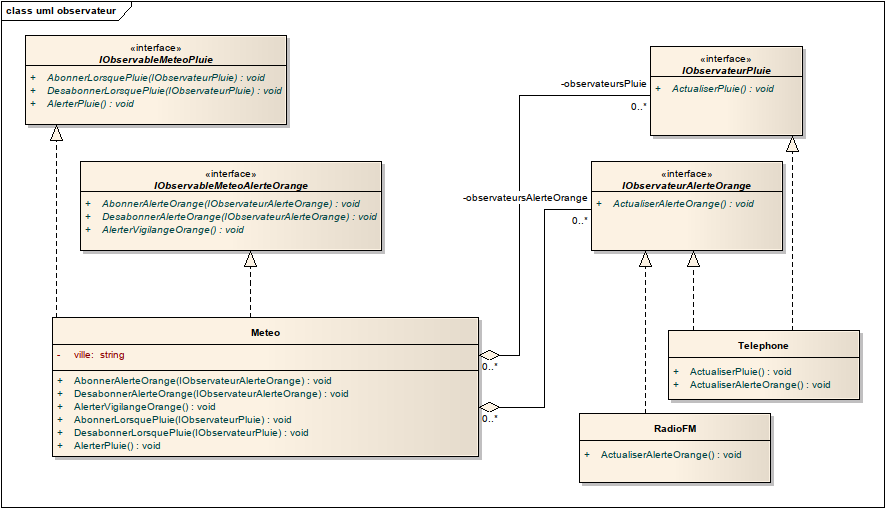 class uml observateur
«interface»
IObservableMeteoPluie
+ AbonnerLorsquePluie(IObservateurPluie) : void
+ DesabonnerLorsquePluie(IObservateurPluie) : void
+ AlerterPluie() : void
«interface»
IObservateurPluie
+ ActualiserPluie() : void
-observateursPluie
0..*
«interface»
IObservableMeteoAlerteOrange
+ AbonnerAlerteOrange(IObservateurAlerteOrange) : void
+ DesabonnerAlerteOrange(IObservateurAlerteOrange) : void
+ AlerterVigilangeOrange() : void
«interface»
IObservateurAlerteOrange
+ ActualiserAlerteOrange() : void
-observateursAlerteOrange
0..*
Meteo
- ville: string
+ AbonnerAlerteOrange(IObservateurAlerteOrange) : void
+ DesabonnerAlerteOrange(IObservateurAlerteOrange) : void
+ AlerterVigilangeOrange() : void
+ AbonnerLorsquePluie(IObservateurPluie) : void
+ DesabonnerLorsquePluie(IObservateurPluie) : void
+ AlerterPluie() : void
0..*
0..*
Telephone
+ ActualiserPluie() : void
+ ActualiserAlerteOrange() : void
RadioFM
+ ActualiserAlerteOrange() : void